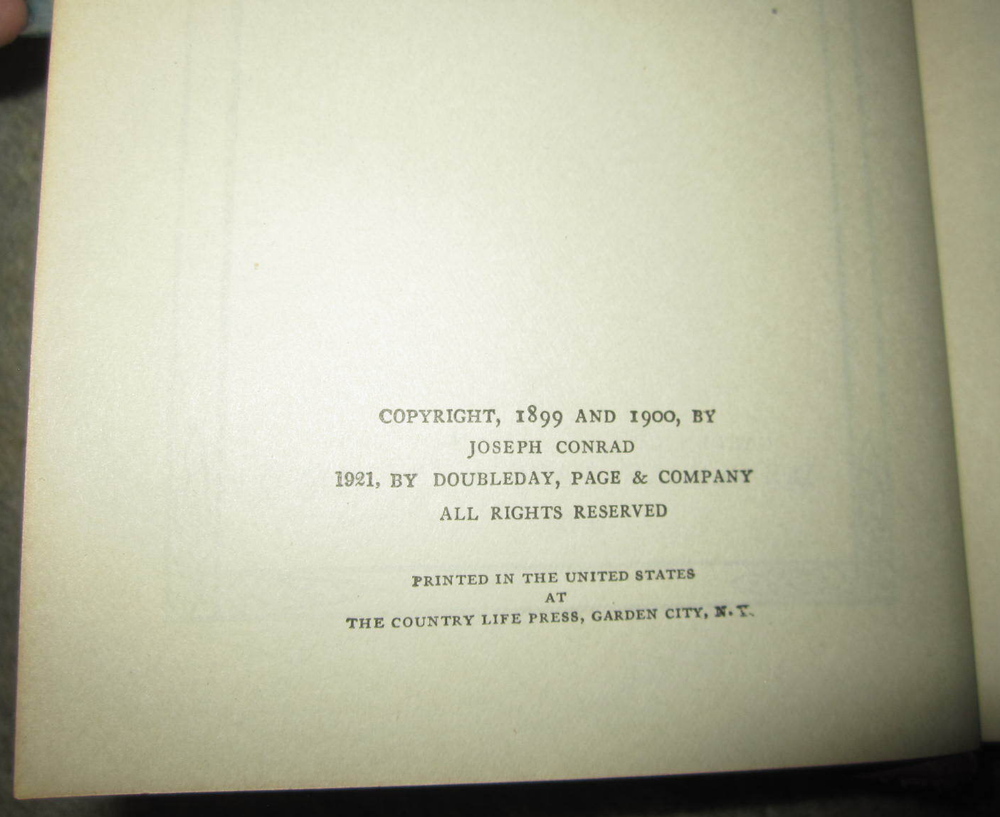 COPYRIGHT, 1899 AND 1900, BY
JOSEPH CONRAD
1921, BY DOUBLEDAY, PAGE & COMPANY
ALL RIGHTS RESERVED
PRINTED IN THE UNITED STATES
AT
THE COUNTRY LIFE PRESS, GARDEN CITY, N. Y.